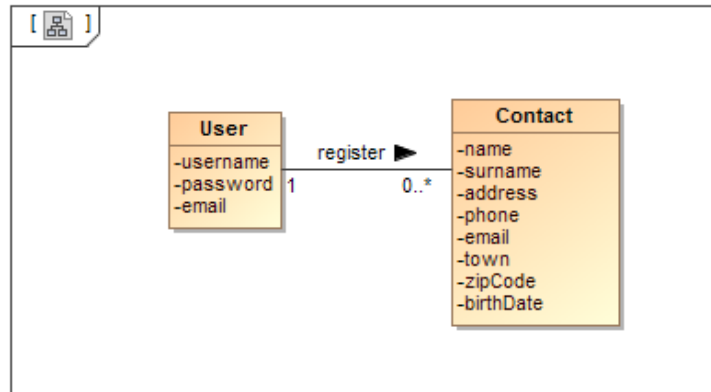 [ ]
User
-username
-password
-email
register
1
0..*
Contact
-name
-surname
-address
-phone
-email
-town
-zipCode
-birthDate